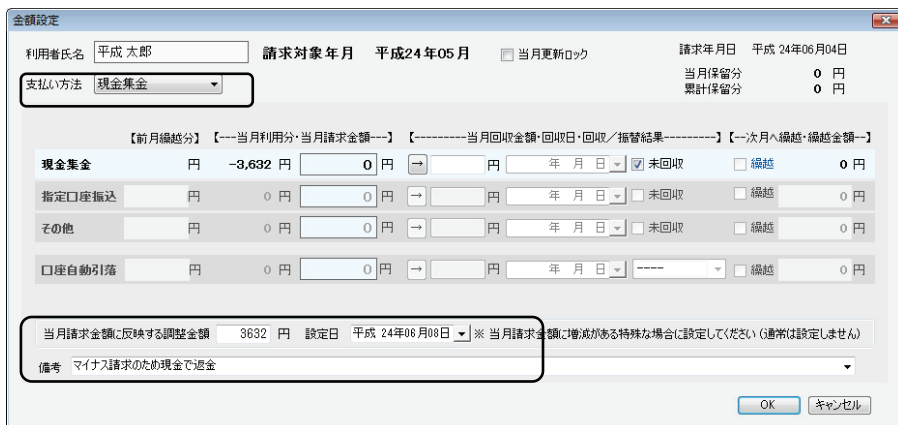 金額設定
利用者氏名 平成 太郎 請求対象年月 平成24年05月 当月更新ロック 請求年月日 平成 24年06月04日
当月保留分 0 円
支払い方法 現金集金 累計保留分 0 円
【前月繰越分】 【---当月利用分・当月請求金額---】 【---------当月回収金額・回収日・回収/振替結果---------】 【--次月へ繰越・繰越金額--】
現金集金 円 -3,632 円 0 円 → 円 年 月 日 未回収 繰越 0 円
指定口座振込 円 0 円 0 円 → 円 年 月 日 未回収 繰越 0 円
その他 円 0 円 0 円 → 円 年 月 日 未回収 繰越 0 円
口座自動引落 円 0 円 0 円 → 円 年 月 日 ---- 繰越 0 円
当月請求金額に反映する調整金額 3632 円 設定日 平成 24年06月08日 ※ 当月請求金額に増減がある特殊な場合に設定してください (通常は設定しません)
備考 マイナス請求のため現金で返金
OK キャンセル